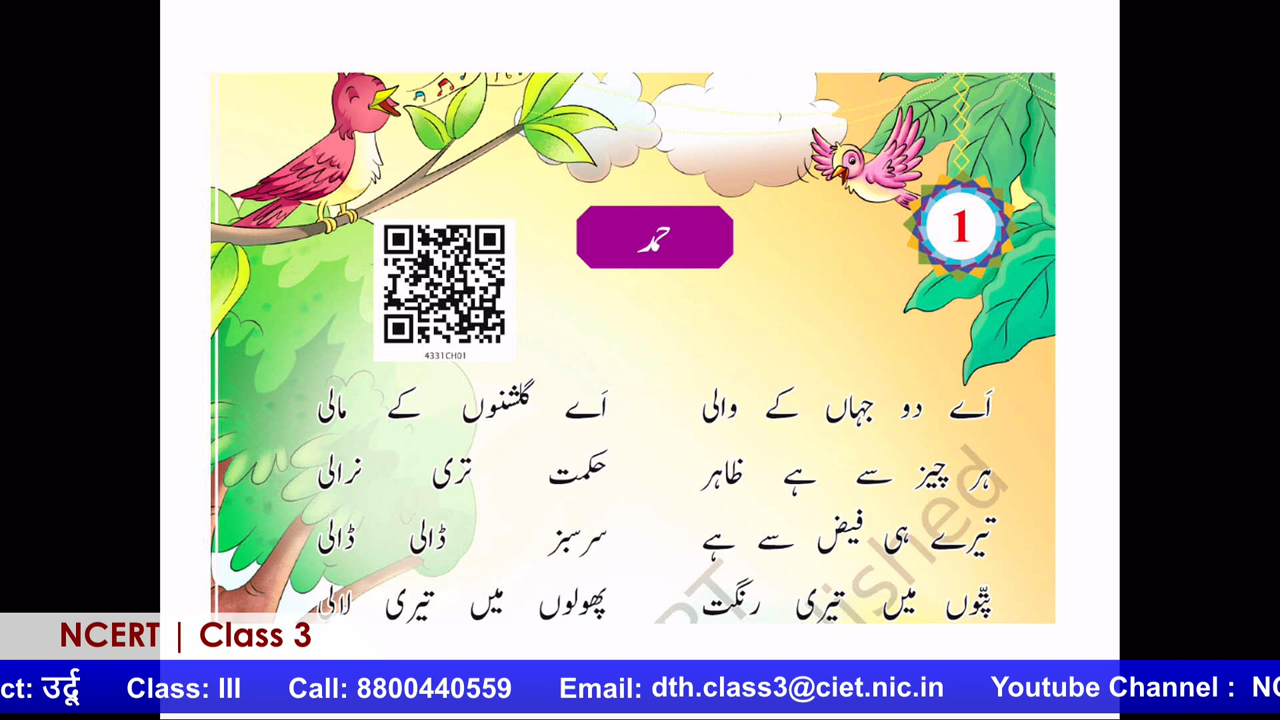 1
حمد
4331CH01
اَے دو جہاں کے والی اَے گلشنوں کے مالی
ہر چیز سے ہے ظاہر حکمت تری نرالی
تیرے ہی فیض سے ہے سرسبز ڈالی ڈالی
پتّوں میں تیری رنگت پھولوں میں تیری لالی
NCERT | Class 3
ct: उर्दू Class: III Call: 8800440559 Email: dth.class3@ciet.nic.in Youtube Channel : NC